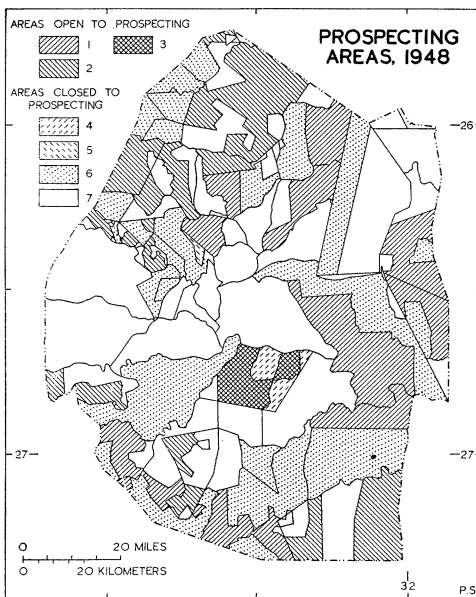 AREAS OPEN TO PROSPECTING
1
3
2
AREAS CLOSED TO
PROSPECTING
4
5
6
7
PROSPECTING
AREAS, 1948
26
26
27
27
0 20 MILES
0 20 KILOMETERS
32
P.S.